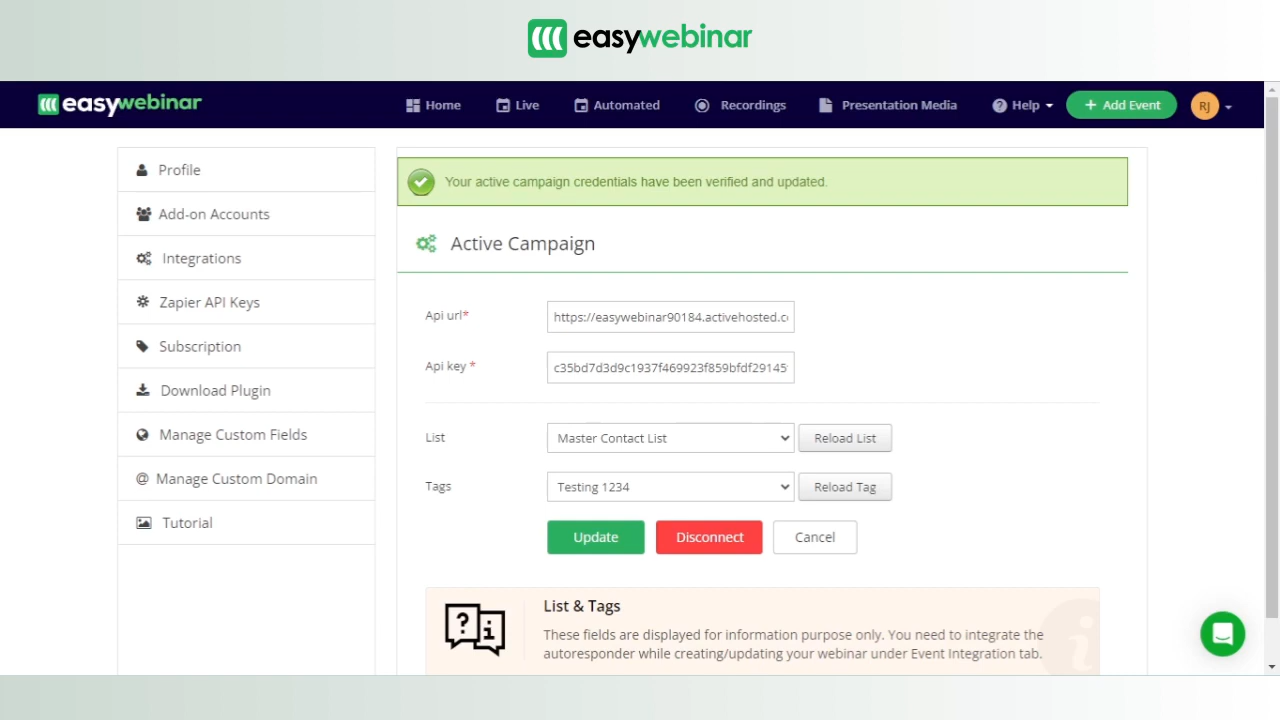 easywebinar
easywebinar
Home
Live
Automated
Recordings
Presentation Media
Help
+ Add Event
RJ
Profile
Add-on Accounts
Integrations
Zapier API Keys
Subscription
Download Plugin
Manage Custom Fields
@ Manage Custom Domain
Tutorial
Your active campaign credentials have been verified and updated.
Active Campaign
Api url*
https://easywebinar90184.activehosted.c
Api key *
c35bd7d3d9c1937f469923f859bfdf29145
List
Master Contact List
Reload List
Tags
Testing 1234
Reload Tag
Update
Disconnect
Cancel
List & Tags
These fields are displayed for information purpose only. You need to integrate the
autoresponder while creating/updating your webinar under Event Integration tab.